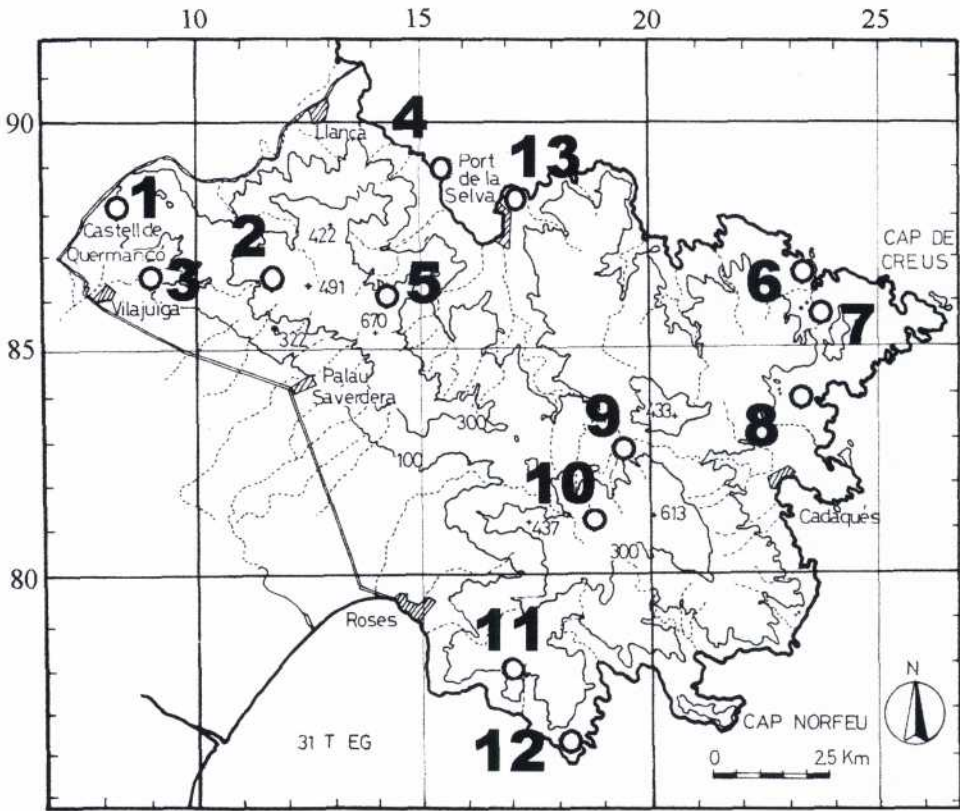 10 15 20 25
90
4
Llançà
13
Port
de la
Selva
1
Castell de
Quermançó
2
422
CAP DE
CREUS
3
Vilajuiga
491
5
6
7
670
322
85
Palau
Saverdera
9
433
8
300
100
10
437
613
Cadaqués
300
80
Roses
11
N
CAP NORFEU
31 T EG
12
0 2.5 Km